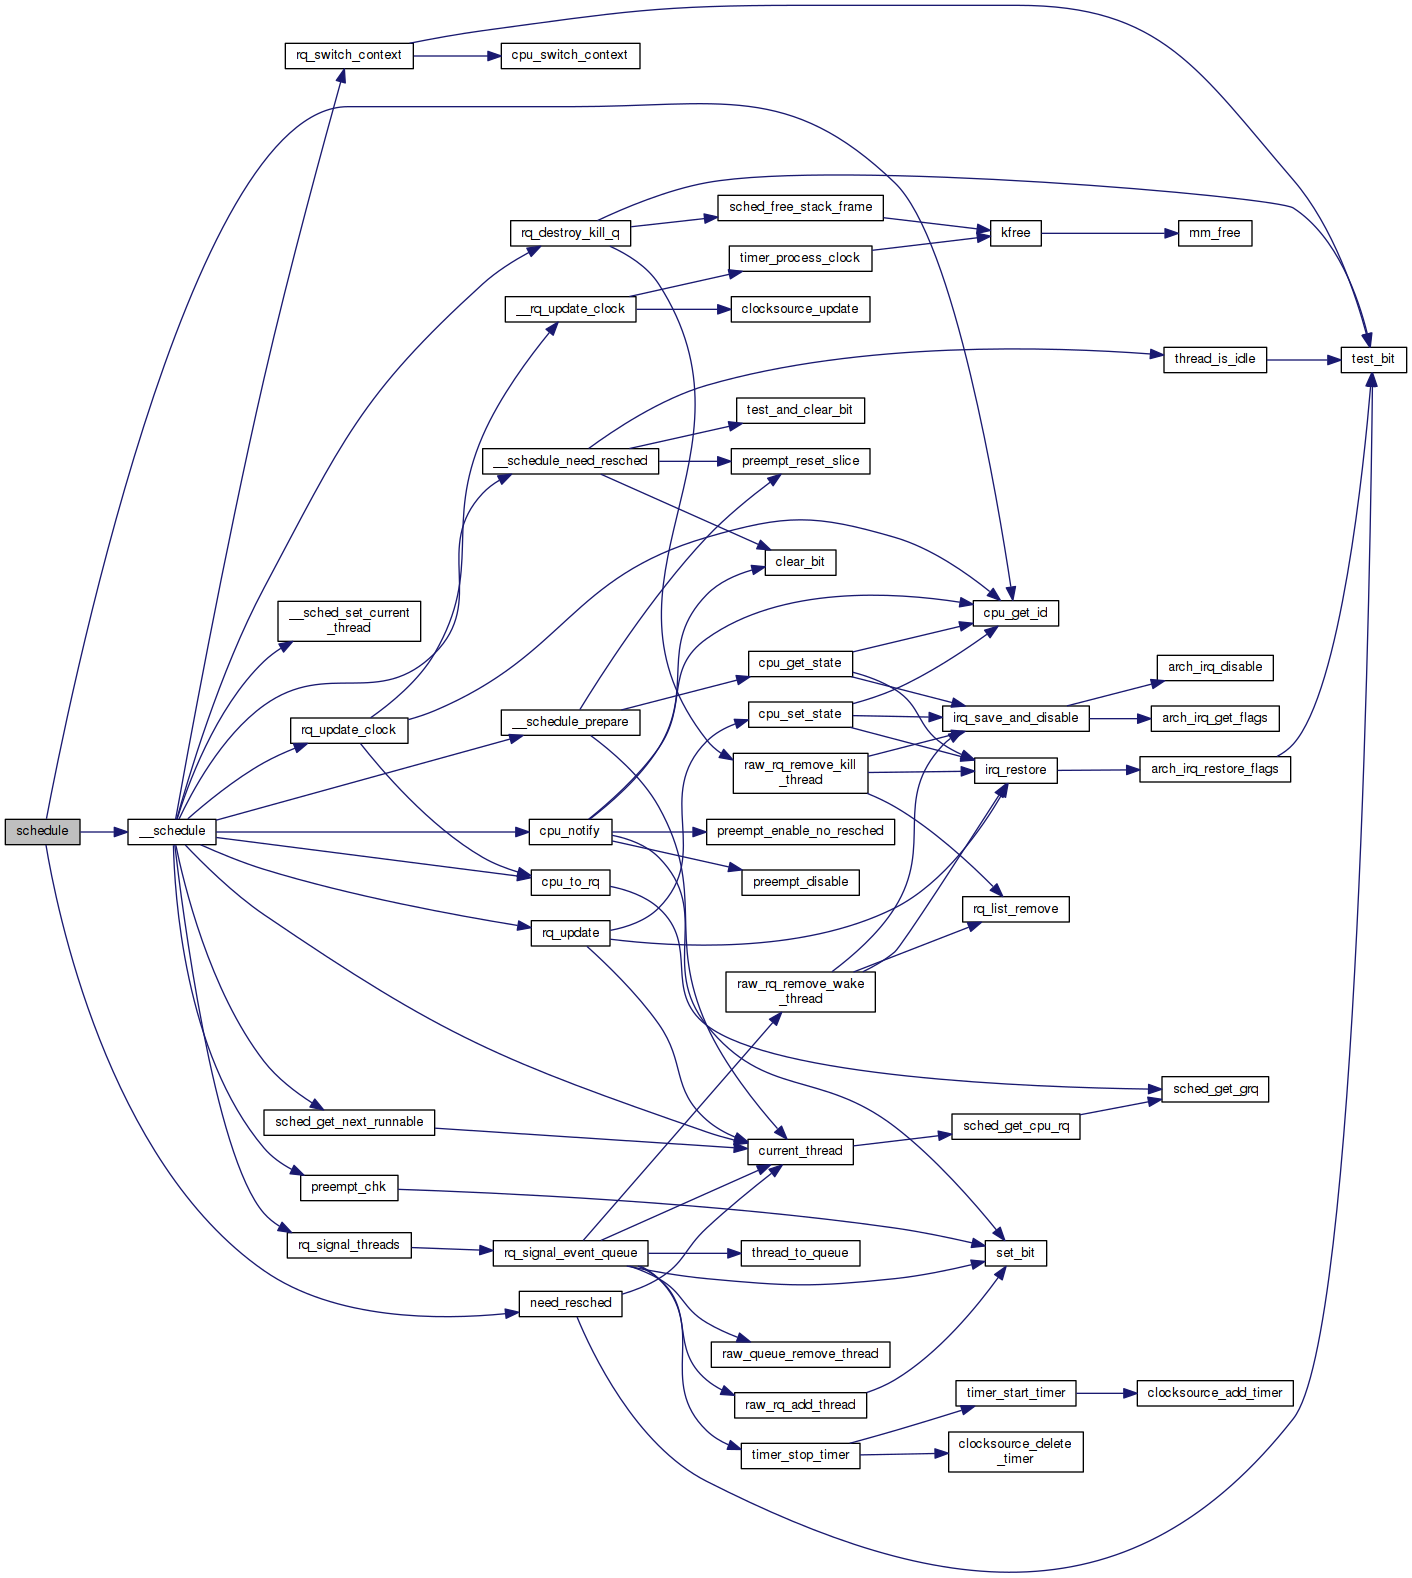 rq_switch_context
cpu_switch_context
sched_free_stack_frame
rq_destroy_kill_q
kfree
mm_free
timer_process_clock
__rq_update_clock
clocksource_update
thread_is_idle
test_bit
test_and_clear_bit
__schedule_need_resched
preempt_reset_slice
clear_bit
__sched_set_current
_thread
cpu_get_id
cpu_get_state
arch_irq_disable
rq_update_clock
__schedule_prepare
cpu_set_state
irq_save_and_disable
arch_irq_get_flags
raw_rq_remove_kill
_thread
irq_restore
arch_irq_restore_flags
schedule
__schedule
cpu_notify
preempt_enable_no_resched
cpu_to_rq
preempt_disable
rq_list_remove
rq_update
raw_rq_remove_wake
_thread
sched_get_grq
sched_get_next_runnable
sched_get_cpu_rq
current_thread
preempt_chk
rq_signal_threads
rq_signal_event_queue
thread_to_queue
set_bit
need_resched
raw_queue_remove_thread
raw_rq_add_thread
timer_start_timer
clocksource_add_timer
timer_stop_timer
clocksource_delete
_timer